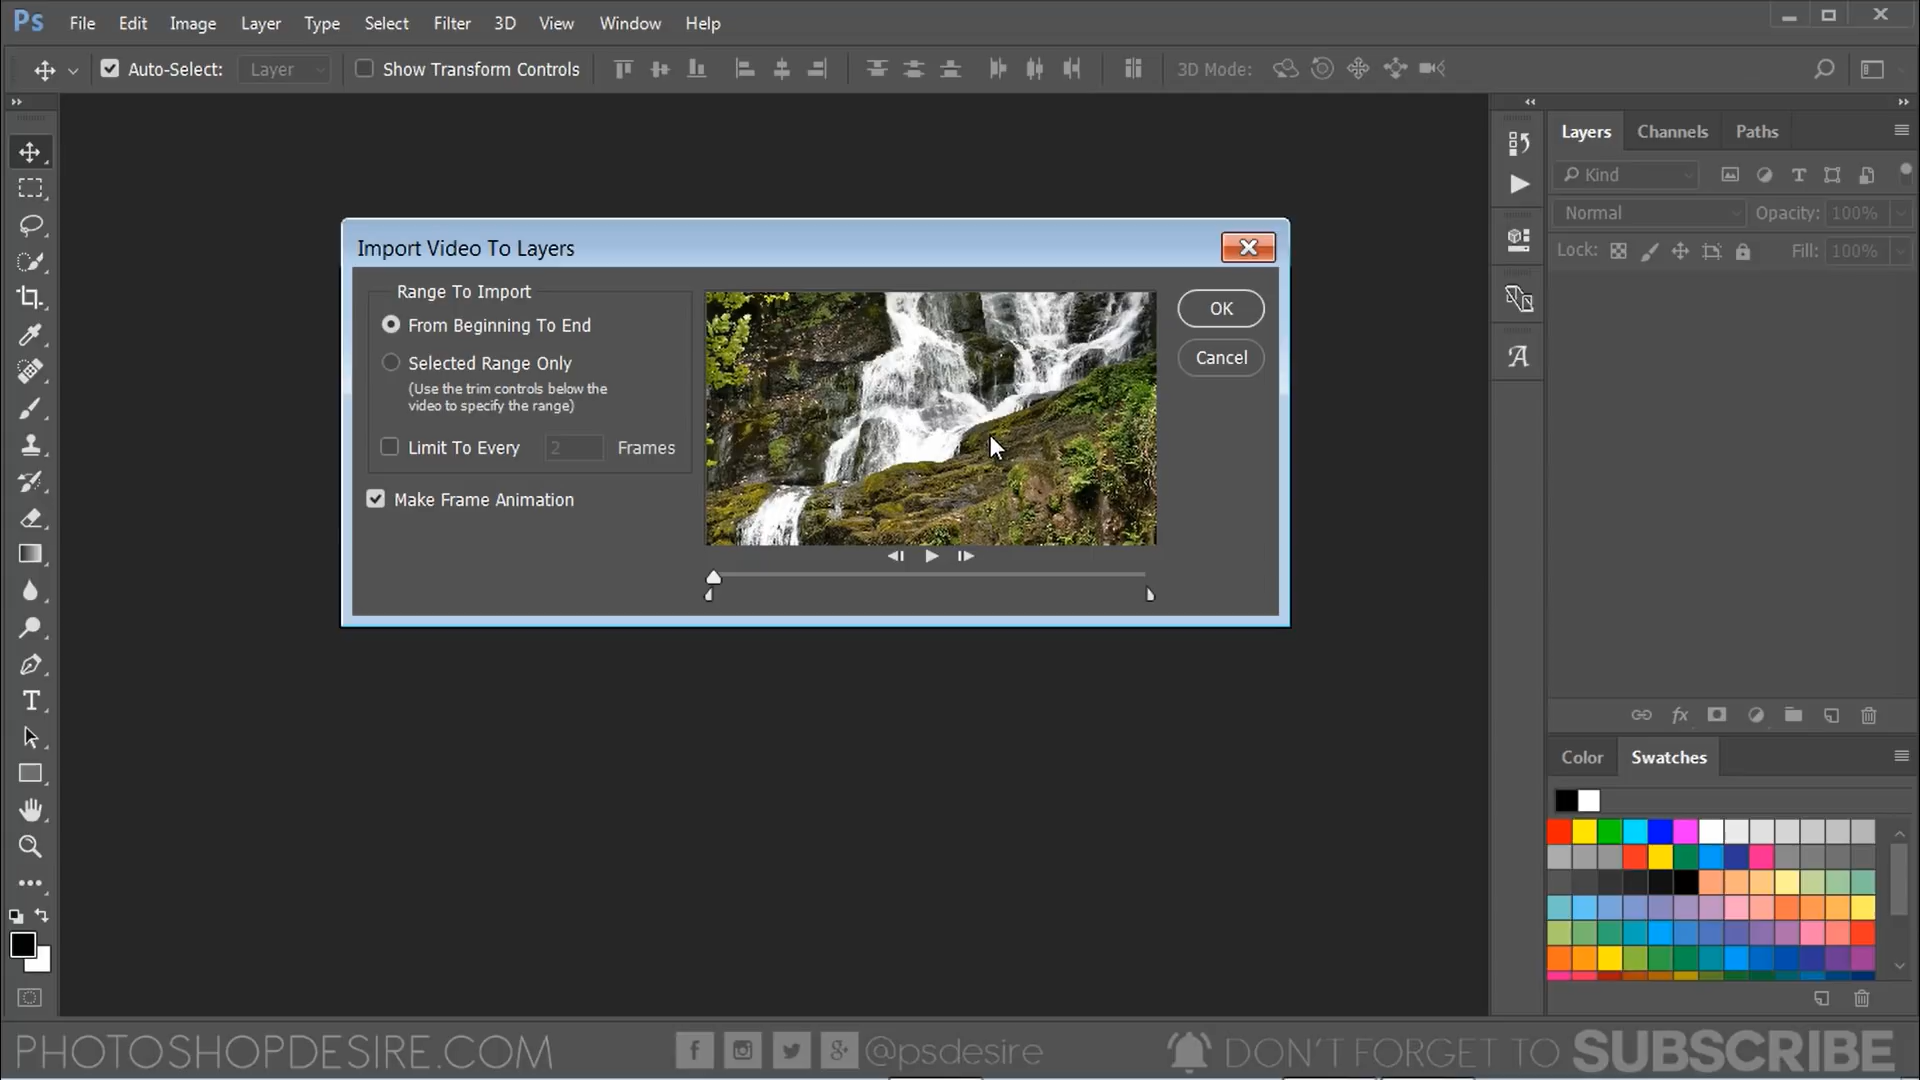 Ps File Edit Image Layer Type Select Filter 3D View Window Help
Auto-Select: Layer Show Transform Controls 3D Mode:
Layers Channels Paths
Kind
Normal Opacity: 100%
Lock: Fill: 100%
Import Video To Layers
Range To Import
From Beginning To End
Selected Range Only
(Use the trim controls below the
video to specify the range)
Limit To Every 2 Frames
Make Frame Animation
OK
Cancel
fx
Color Swatches
PHOTOSHOPDESIRE.COM @psdesire DON'T FORGET TO SUBSCRIBE